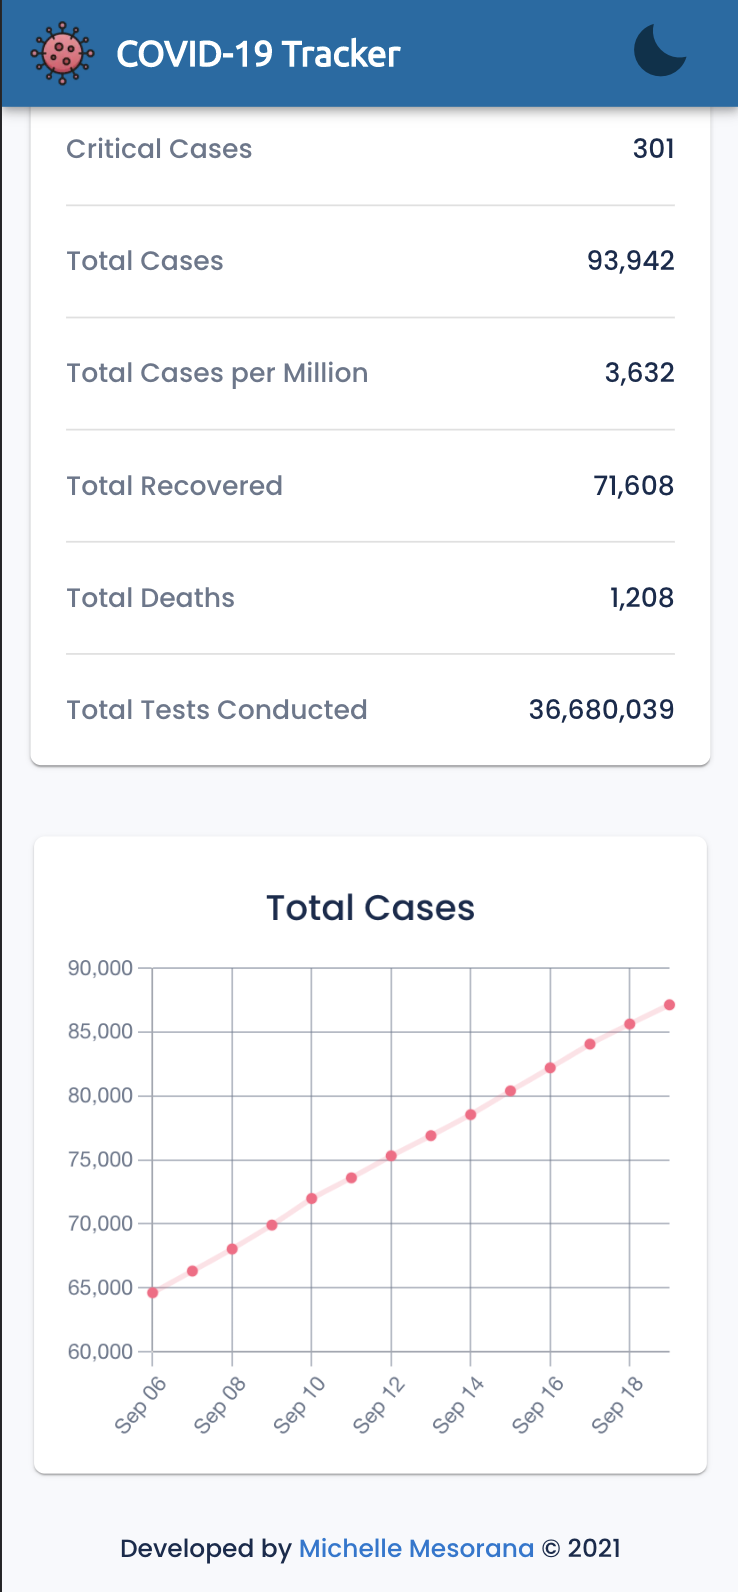 COVID-19 Tracker
Critical Cases 301
Total Cases 93,942
Total Cases per Million 3,632
Total Recovered 71,608
Total Deaths 1,208
Total Tests Conducted 36,680,039
Total Cases
90,000
85,000
80,000
75,000
70,000
65,000
60,000
Sep 06 Sep 08 Sep 10 Sep 12 Sep 14 Sep 16 Sep 18
Developed by Michelle Mesorana © 2021